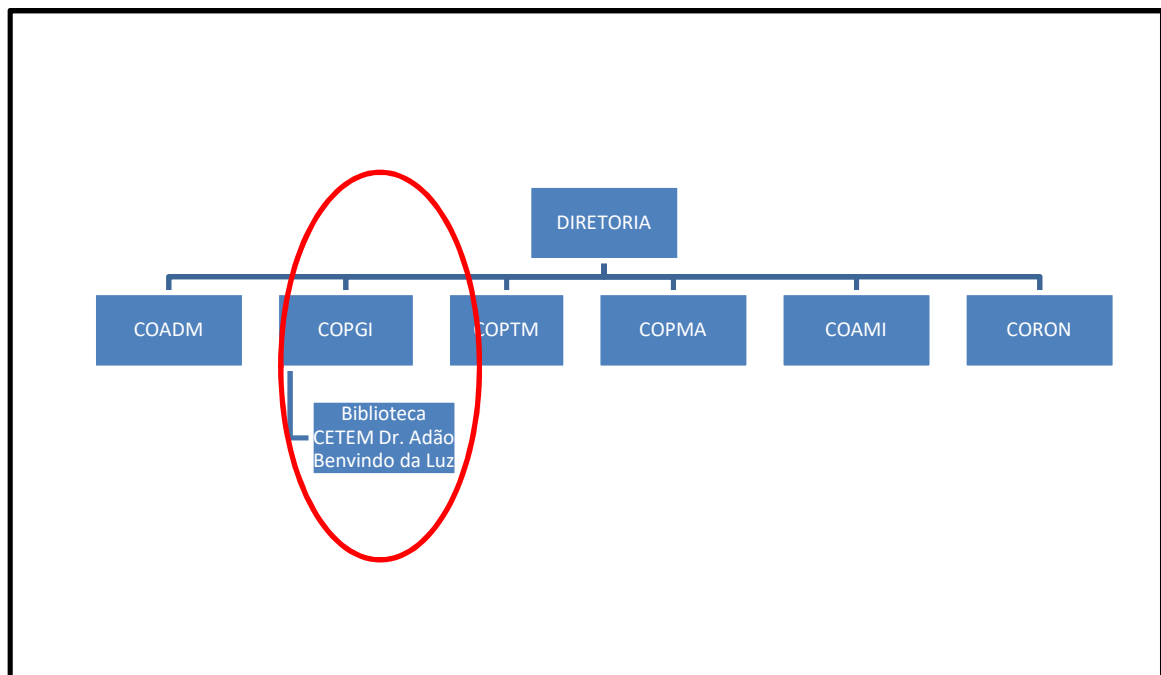 DIRETORIA
COADM
COPGI
COPTM
COPMA
COAMI
CORON
Biblioteca
CETEM Dr. Adão
Benvindo da Luz